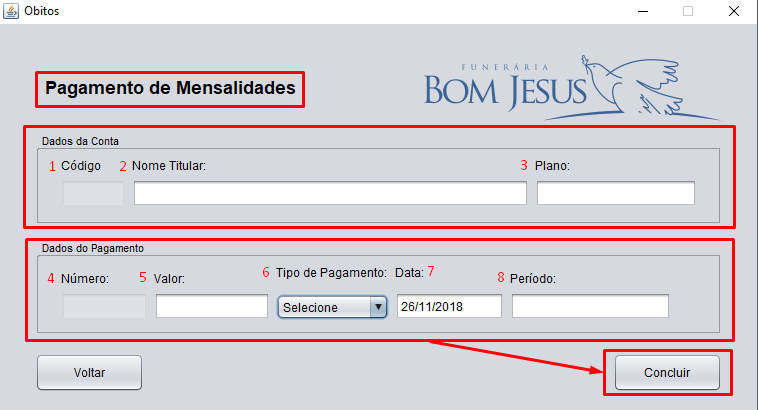 Obitos
FUNERÁRIA
BOM JESUS
Pagamento de Mensalidades
Dados da Conta
1 Código 2 Nome Titular: 3 Plano:
Dados do Pagamento
4 Número: 5 Valor: 6 Tipo de Pagamento: Data: 7 8 Período:
Selecione 26/11/2018
Voltar Concluir